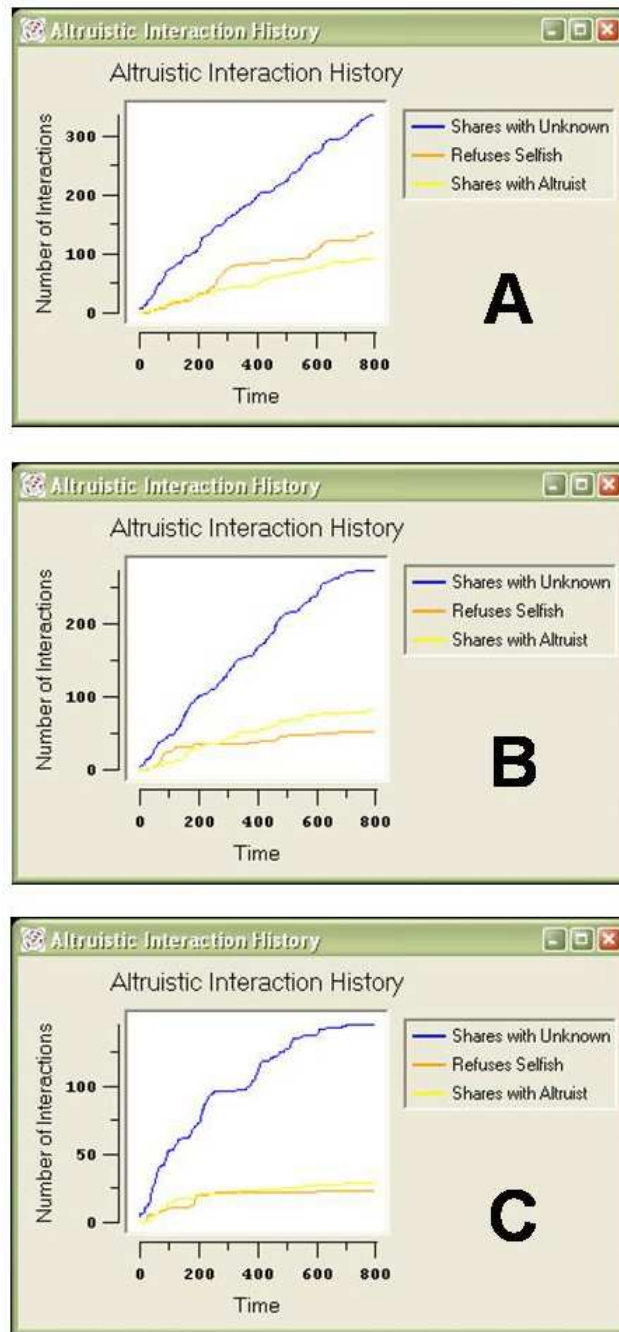 Altruistic Interaction History
Altruistic Interaction History
Number of Interactions
300
200
100
0
0 200 400 600 800
Time
Shares with Unknown
Refuses Selfish
Shares with Altruist
A
Altruistic Interaction History
Altruistic Interaction History
Number of Interactions
200
100
0
0 200 400 600 800
Time
Shares with Unknown
Refuses Selfish
Shares with Altruist
B
Altruistic Interaction History
Altruistic Interaction History
Number of Interactions
100
50
0
0 200 400 600 800
Time
Shares with Unknown
Refuses Selfish
Shares with Altruist
C